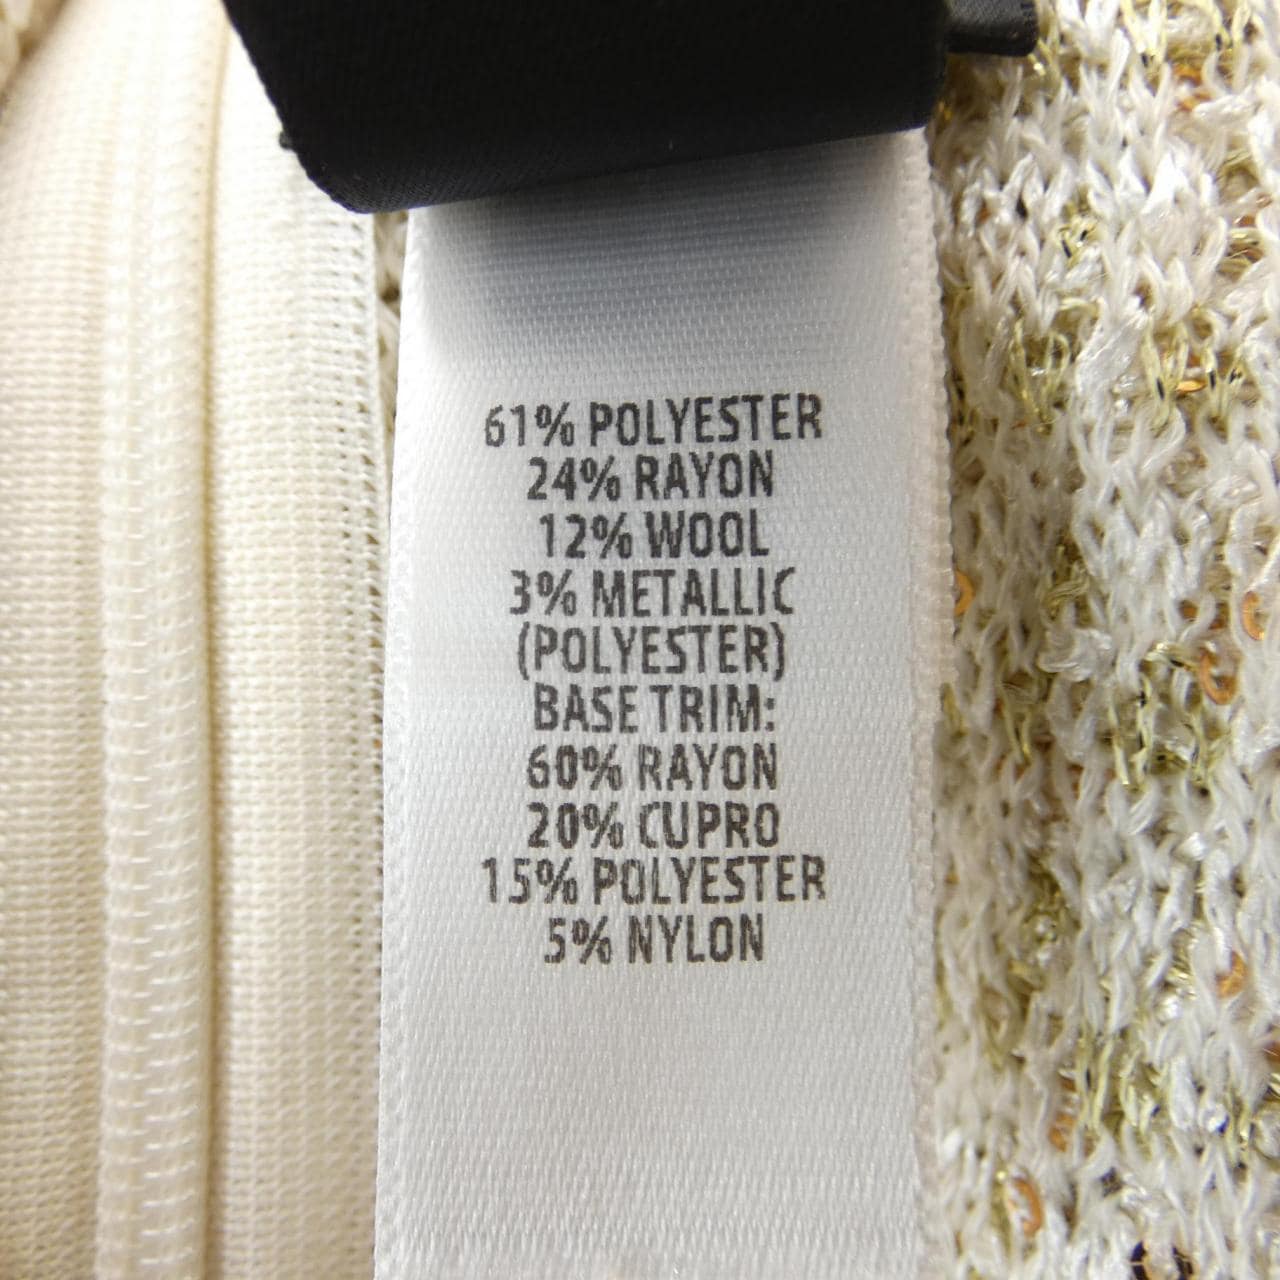 61% POLYESTER
24% RAYON
12% WOOL
3% METALLIC
(POLYESTER)
BASE TRIM:
60% RAYON
20% CUPRO
15% POLYESTER
5% NYLON